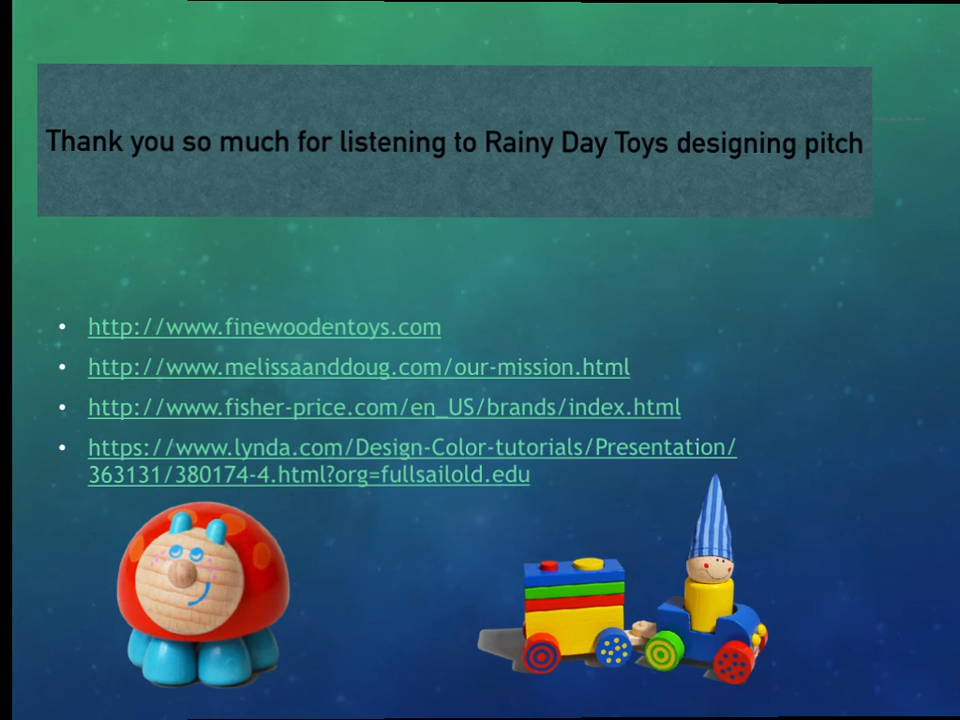 Thank you so much for listening to Rainy Day Toys designing pitch
• http://www.finewoodentoys.com
• http://www.melissaanddoug.com/our-mission.html
• http://www.fisher-price.com/en_US/brands/index.html
• https://www.lynda.com/Design-Color-tutorials/Presentation/
363131/380174-4.html?org=fullsailold.edu